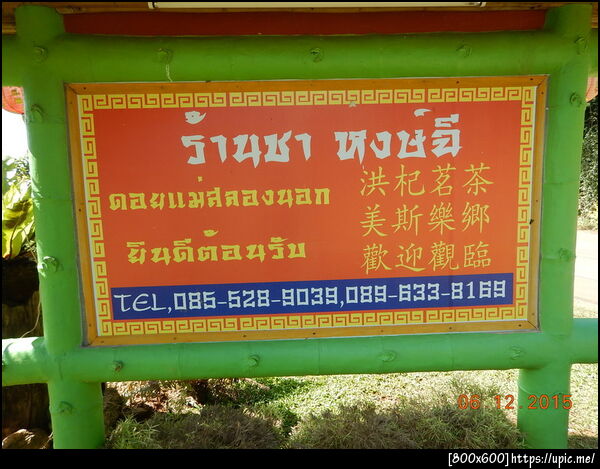 ร้านชา หุงษ์จี
ดอยแม่สลองนอก
ยินดีต้อนรับ
洪杞茗茶
美斯樂鄉
歡迎觀臨
TEL,085-528-9039,089-633-8169
06 12 2015
[800x600]https://upic.me/